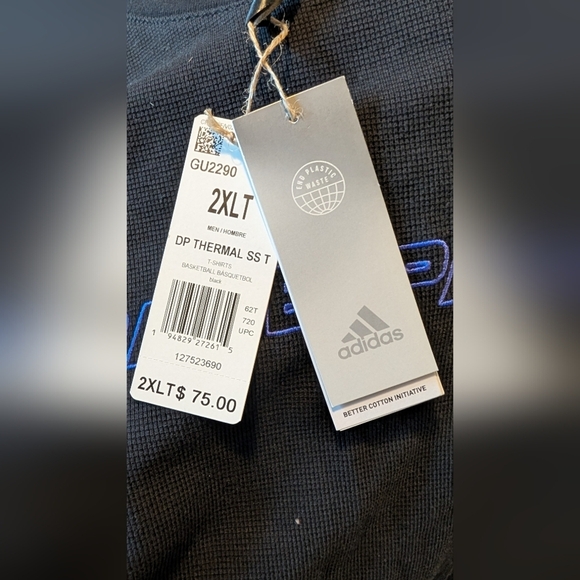 GU2290
2XLT
MEN / HOMBRE
DP THERMAL SS T
T-SHIRTS
BASKETBALL BÁSQUETBOL
black
62T
720
UPC
1 94829 27261 5
127523690
2XLT $ 75.00
END PLASTIC
WASTE
adidas
BETTER COTTON INITIATIVE